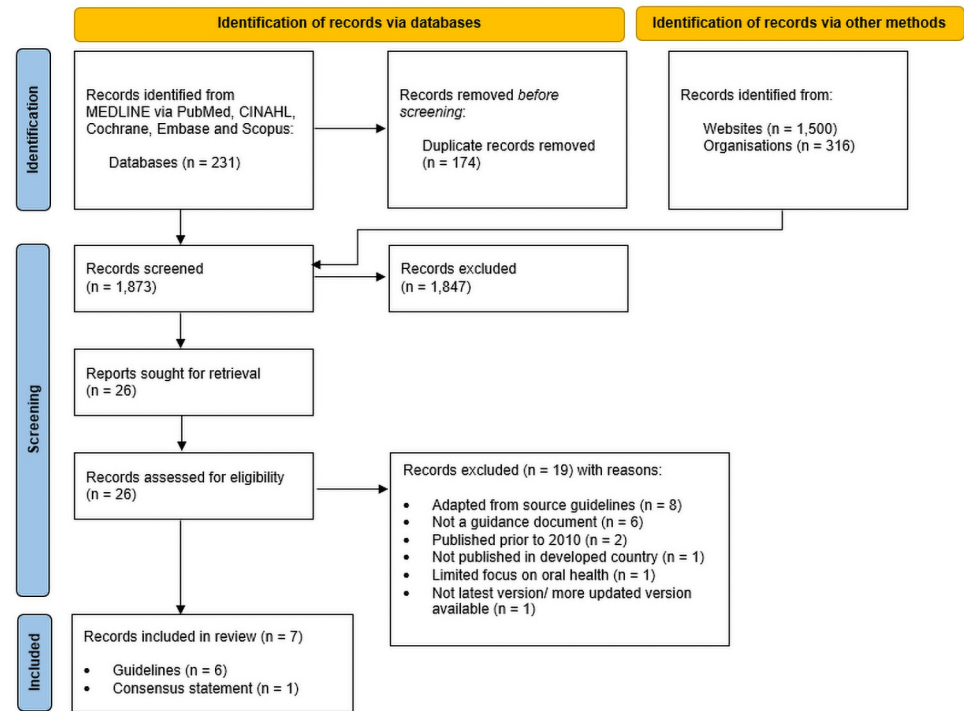 Identification of records via databases
Identification of records via other methods
Identification
Records identified from
MEDLINE via PubMed, CINAHL,
Cochrane, Embase and Scopus:
Databases (n = 231)
Records removed before
screening:
Duplicate records removed
(n = 174)
Records identified from:
Websites (n = 1,500)
Organisations (n = 316)
Screening
Records screened
(n = 1,873)
Records excluded
(n = 1,847)
Reports sought for retrieval
(n = 26)
Records assessed for eligibility
(n = 26)
Records excluded (n = 19) with reasons:
• Adapted from source guidelines (n = 8)
• Not a guidance document (n = 6)
• Published prior to 2010 (n = 2)
• Not published in developed country (n = 1)
• Limited focus on oral health (n = 1)
• Not latest version/ more updated version
available (n = 1)
Included
Records included in review (n = 7)
• Guidelines (n = 6)
• Consensus statement (n = 1)